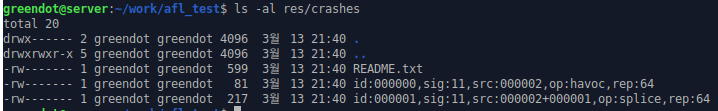 greendot@server:~/work/afl_test$ ls -al res/crashes
total 20
drwx------ 2 greendot greendot 4096  3월 13 21:40 .
drwxrwxr-x 5 greendot greendot 4096  3월 13 21:40 ..
-rw------- 1 greendot greendot  599  3월 13 21:40 README.txt
-rw------- 1 greendot greendot   81  3월 13 21:40 id:000000,sig:11,src:000002,op:havoc,rep:64
-rw------- 1 greendot greendot  217  3월 13 21:40 id:000001,sig:11,src:000002+000001,op:splice,rep:64